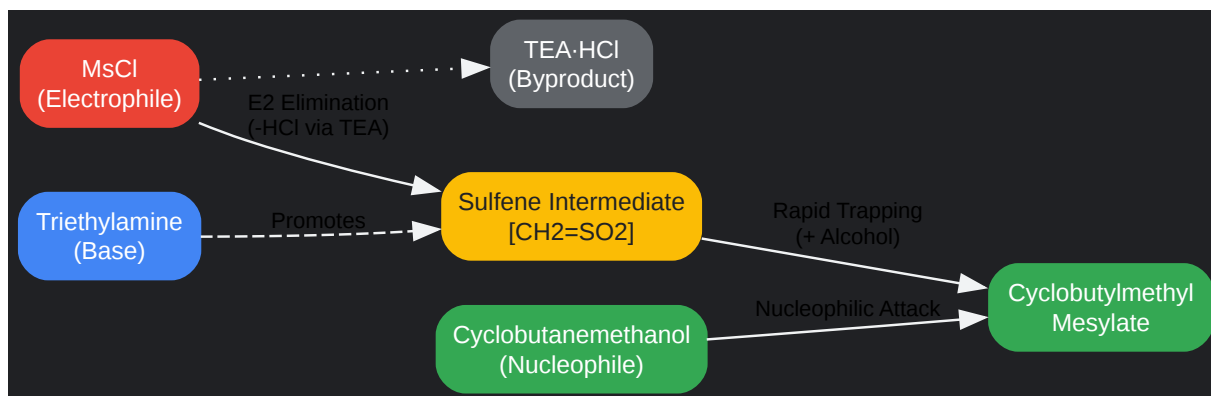 MsCl
(Electrophile)
TEA·HCl
(Byproduct)
E2 Elimination
(-HCl via TEA)
Triethylamine
(Base)
Promotes
Sulfene Intermediate
[CH2=SO2]
Rapid Trapping
(+ Alcohol)
Cyclobutanemethanol
(Nucleophile)
Nucleophilic Attack
Cyclobutylmethyl
Mesylate